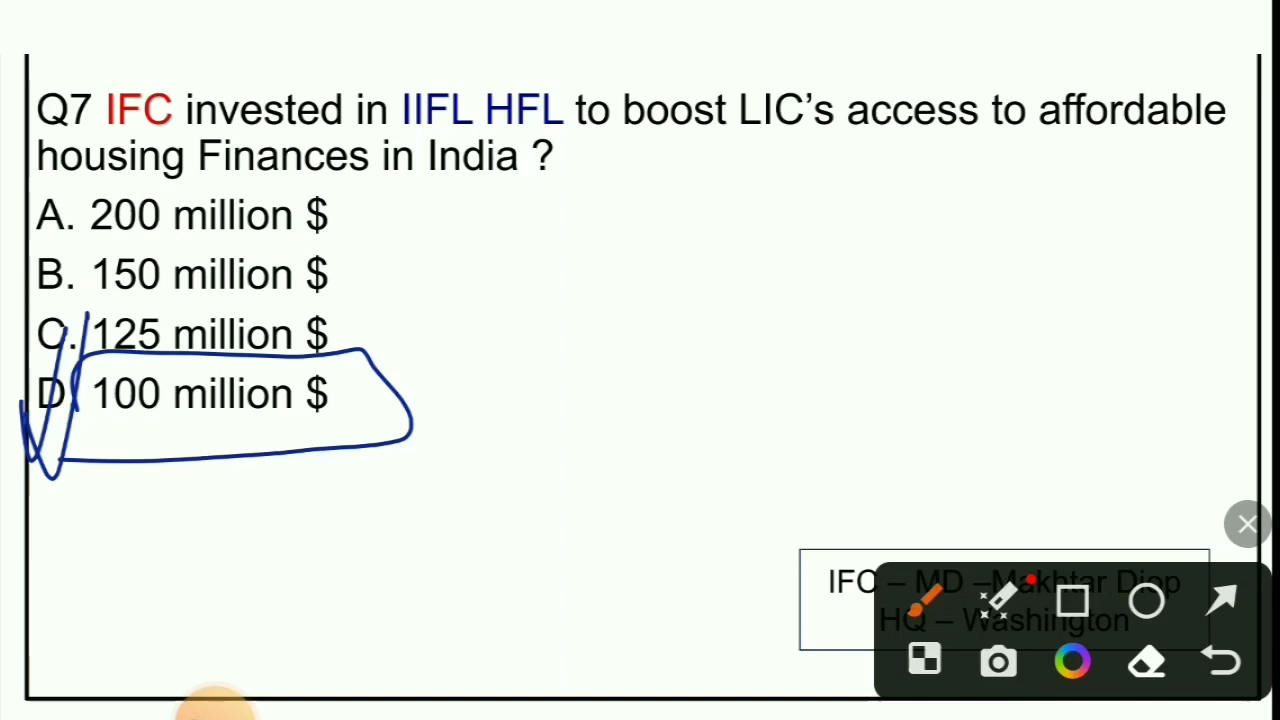 Q7 IFC invested in IIFL HFL to boost LIC's access to affordable
housing Finances in India ?
A. 200 million $
B. 150 million $
C. 125 million $
D. 100 million $
IFC – MD –Makhtar Diop
HQ – Washington